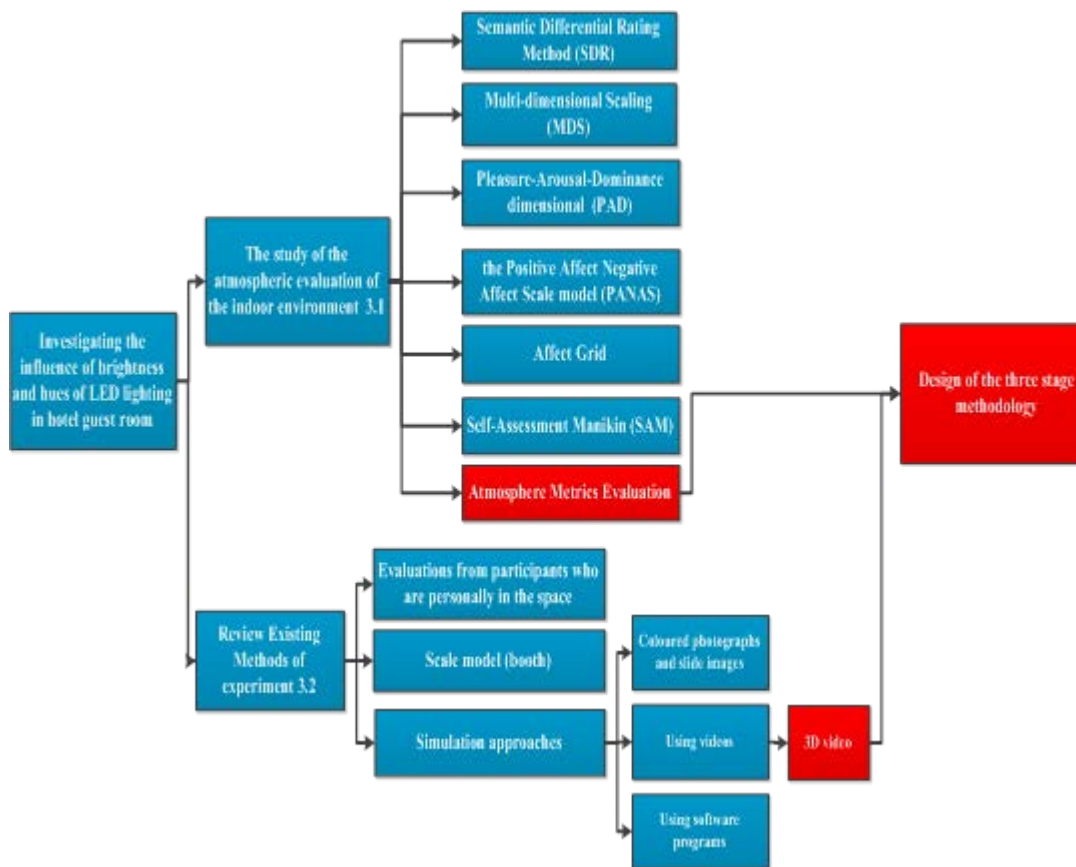 Semantic Differential Rating
Method (SDR)
Multi-dimensional Scaling
(MDS)
Pleasure-Arousal-Dominance
dimensional (PAD)
The study of the
atmospheric evaluation of
the indoor environment 3.1
the Positive Affect Negative
Affect Scale model (PANAS)
Investigating the
influence of brightness
and hues of LED lighting
in hotel guest room
Affect Grid
Design of the three stage
methodology
Self-Assessment Manikin (SAM)
Atmosphere Metrics Evaluation
Evaluations from participants who
are personally in the space
Review Existing
Methods of
experiment 3.2
Scale model (booth)
Coloured photographs
and slide images
Simulation approaches
Using videos
3D video
Using software
programs